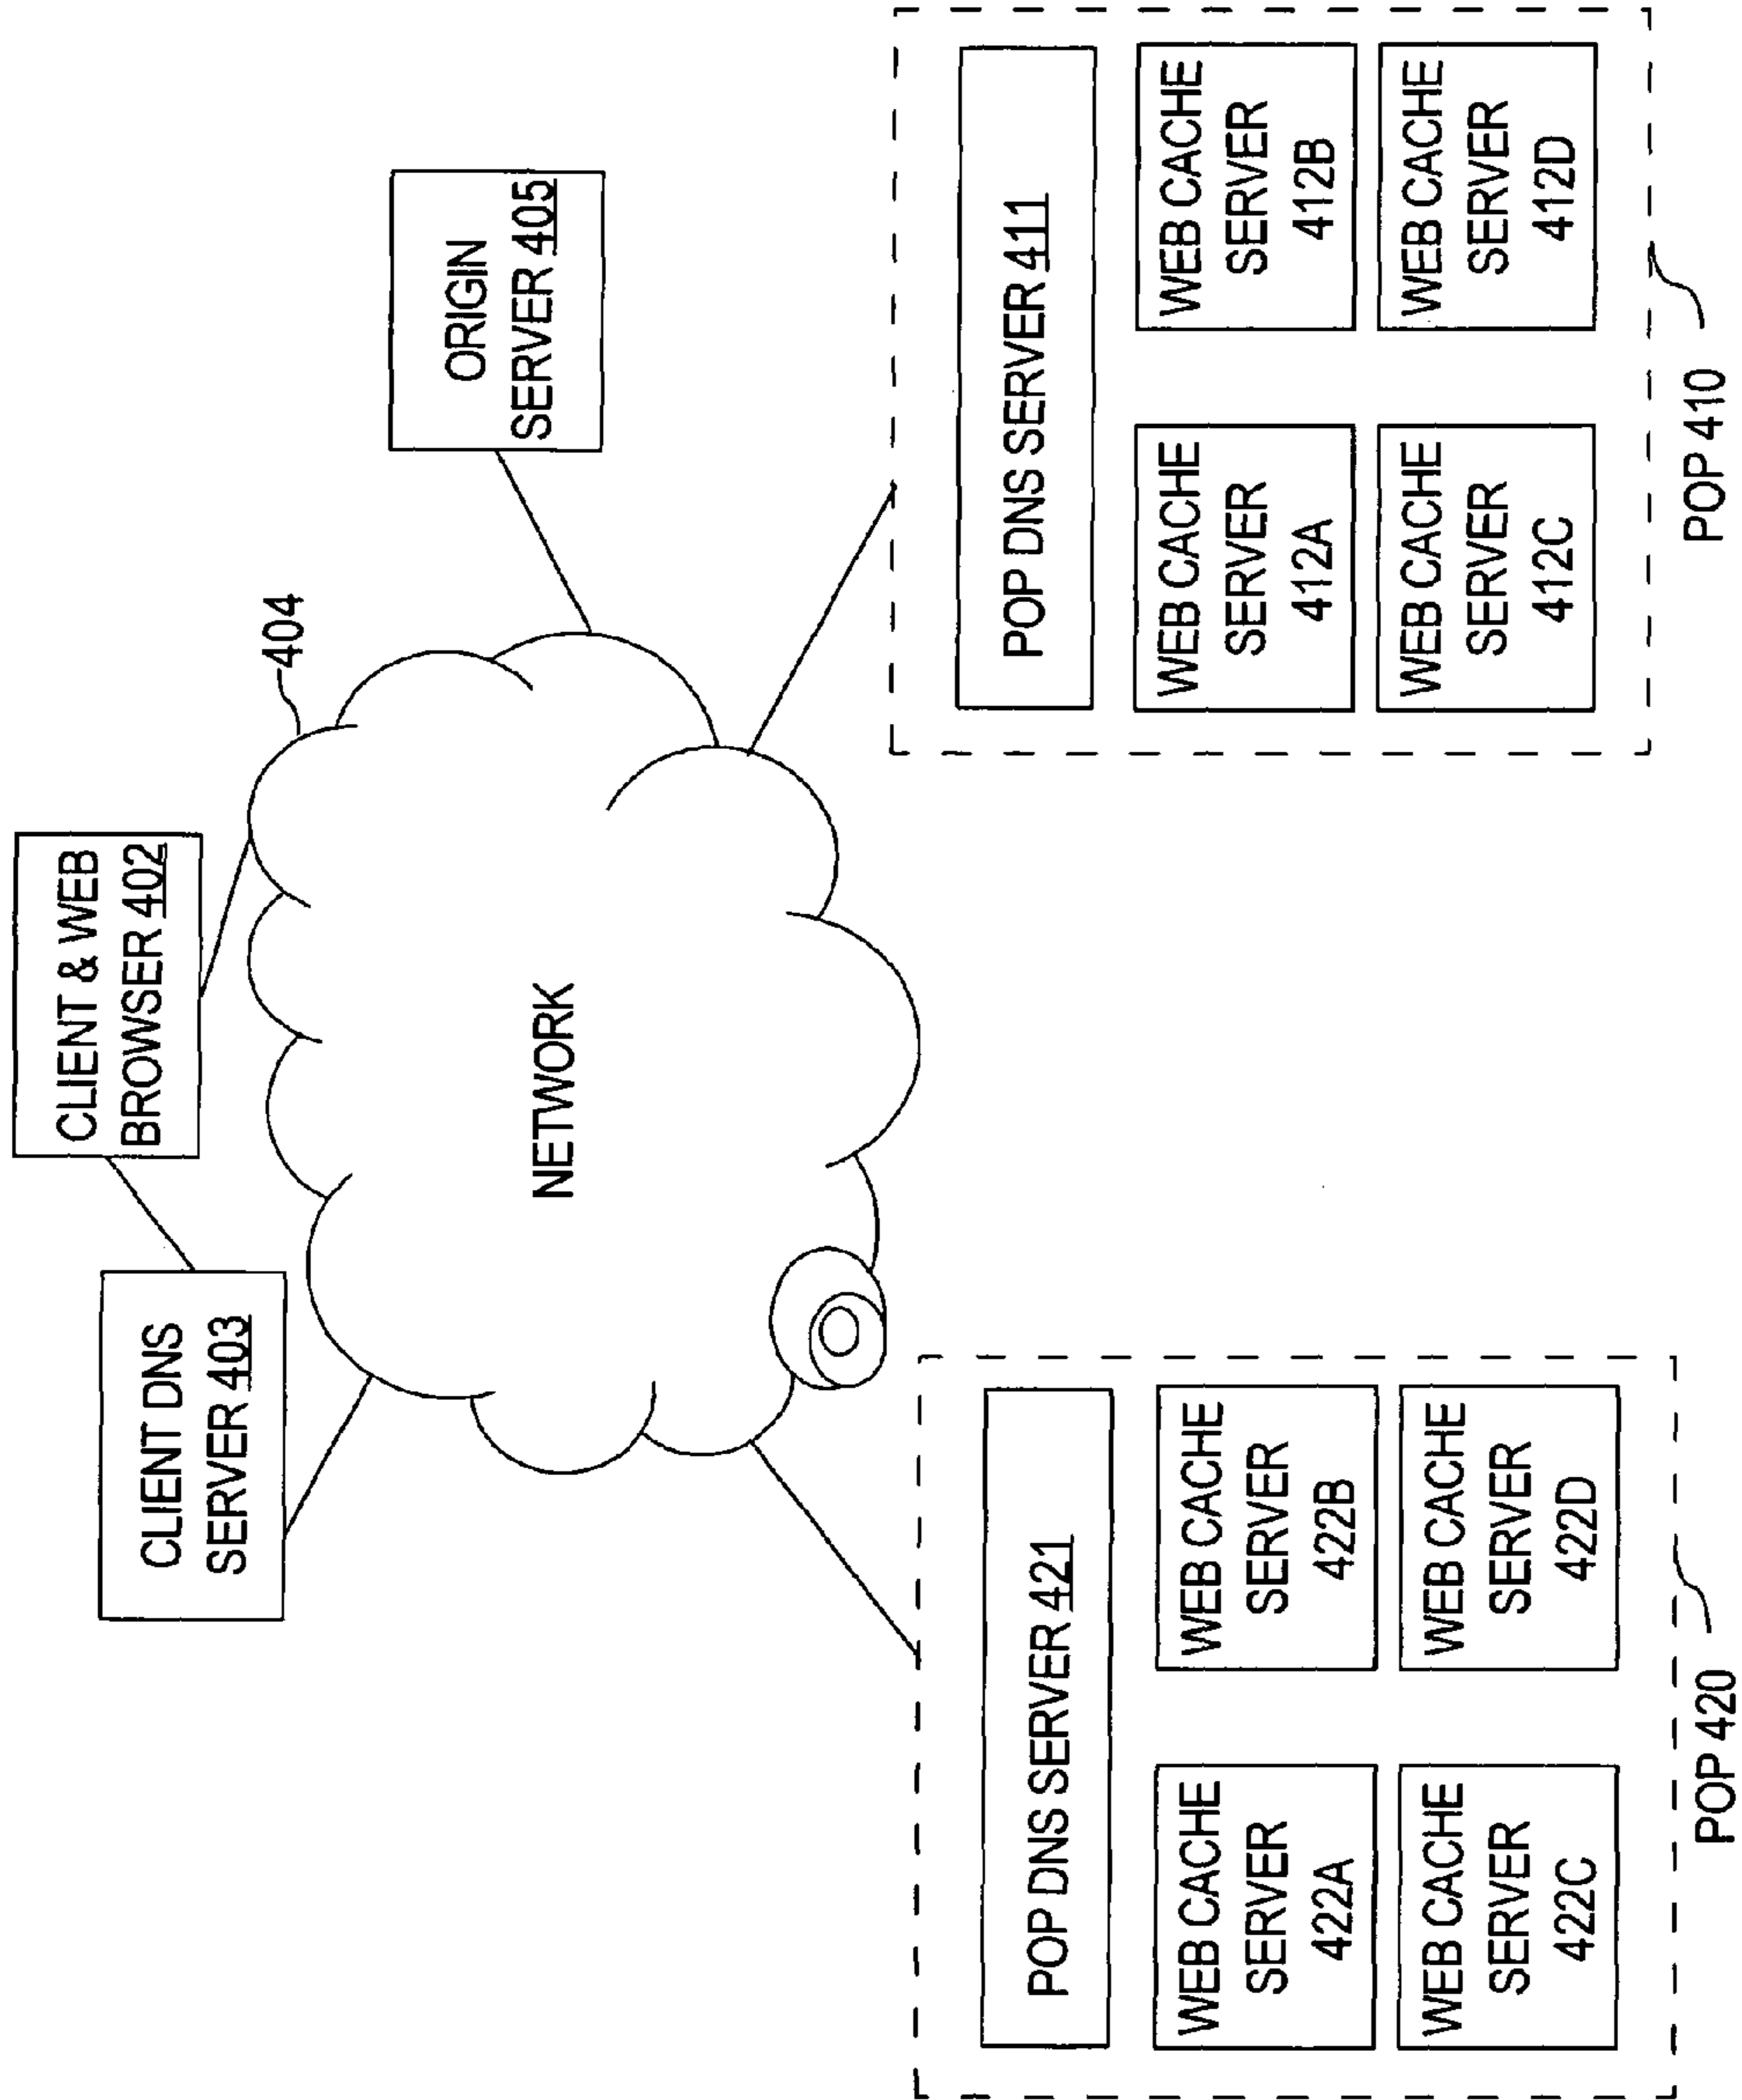 CLIENT DNS
SERVER 403
CLIENT & WEB
BROWSER 402
404
ORIGIN
SERVER 405
NETWORK
POP DNS SERVER 421
WEB CACHE
SERVER
422A
WEB CACHE
SERVER
422B
WEB CACHE
SERVER
422C
WEB CACHE
SERVER
422D
POP 420
POP DNS SERVER 411
WEB CACHE
SERVER
412A
WEB CACHE
SERVER
412B
WEB CACHE
SERVER
412C
WEB CACHE
SERVER
412D
POP 410